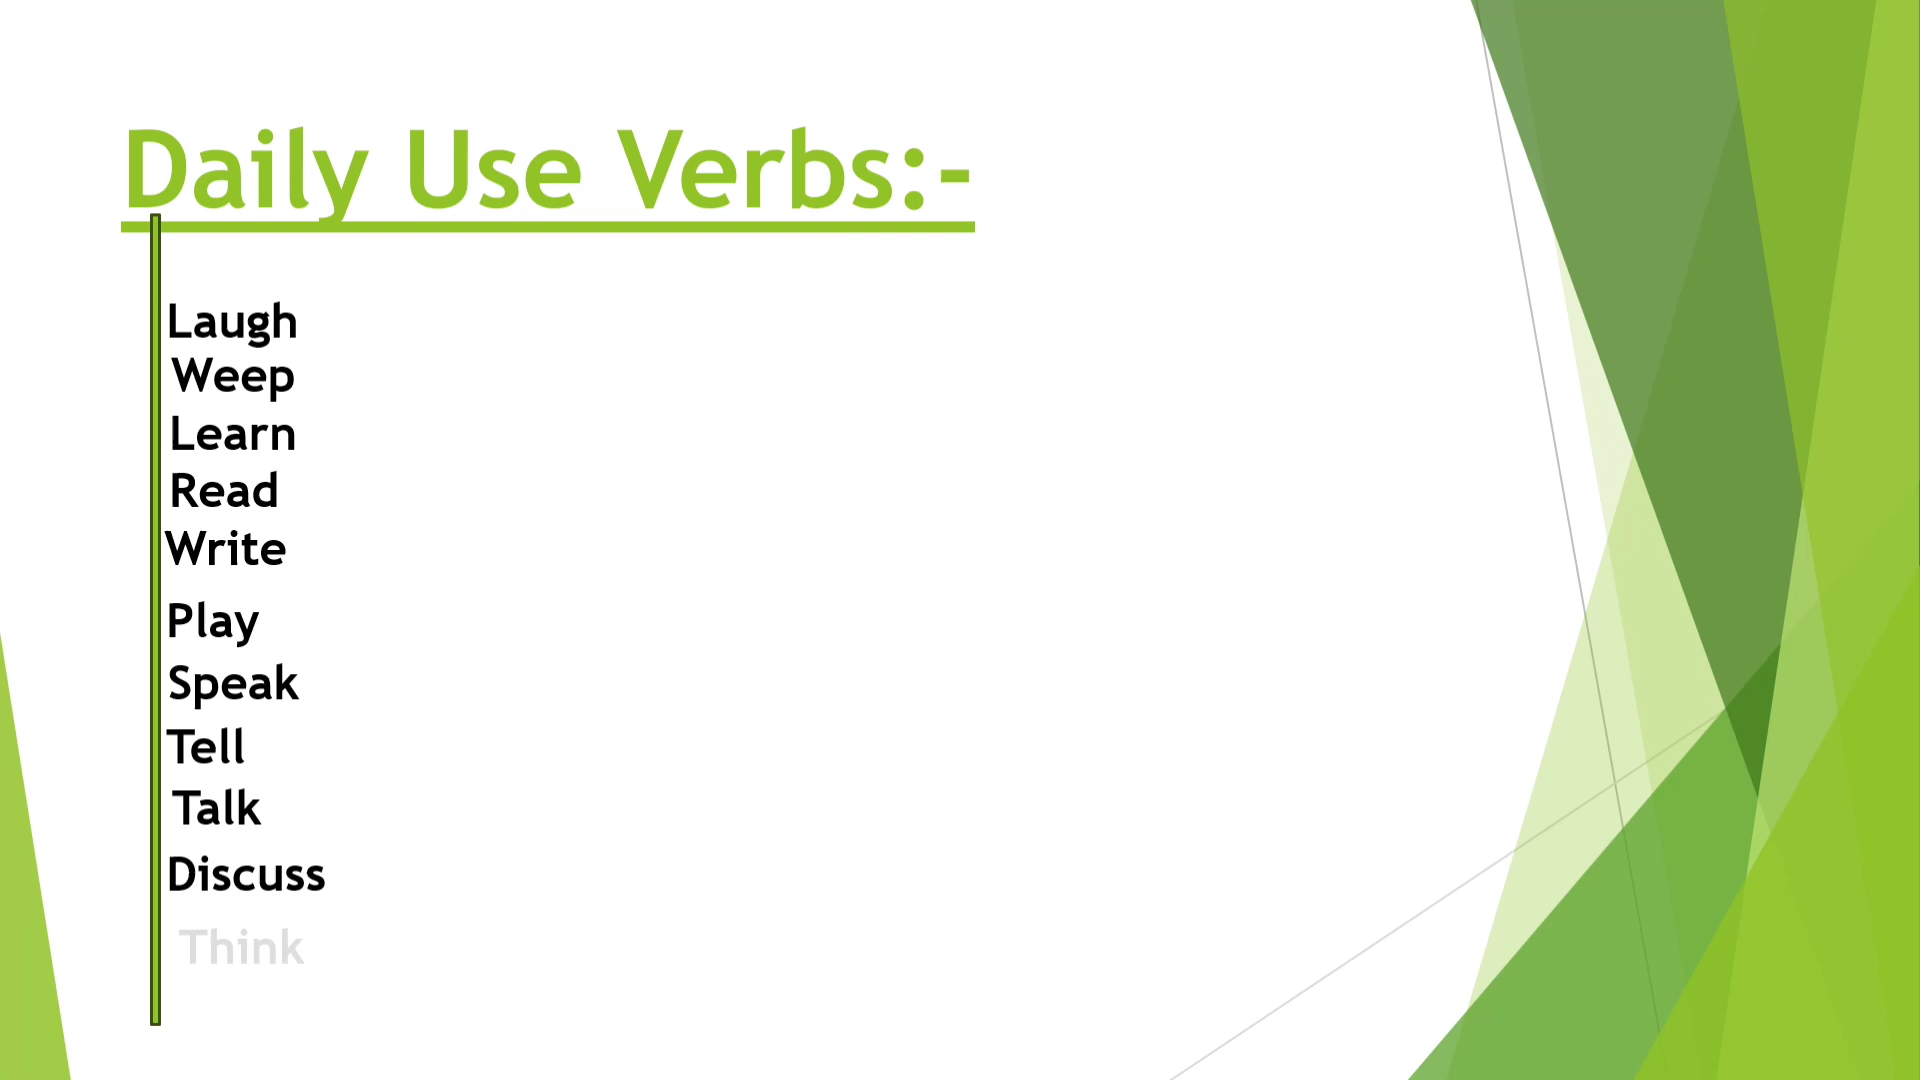 Daily Use Verbs:-
Laugh
Weep
Learn
Read
Write
Play
Speak
Tell
Talk
Discuss
Think